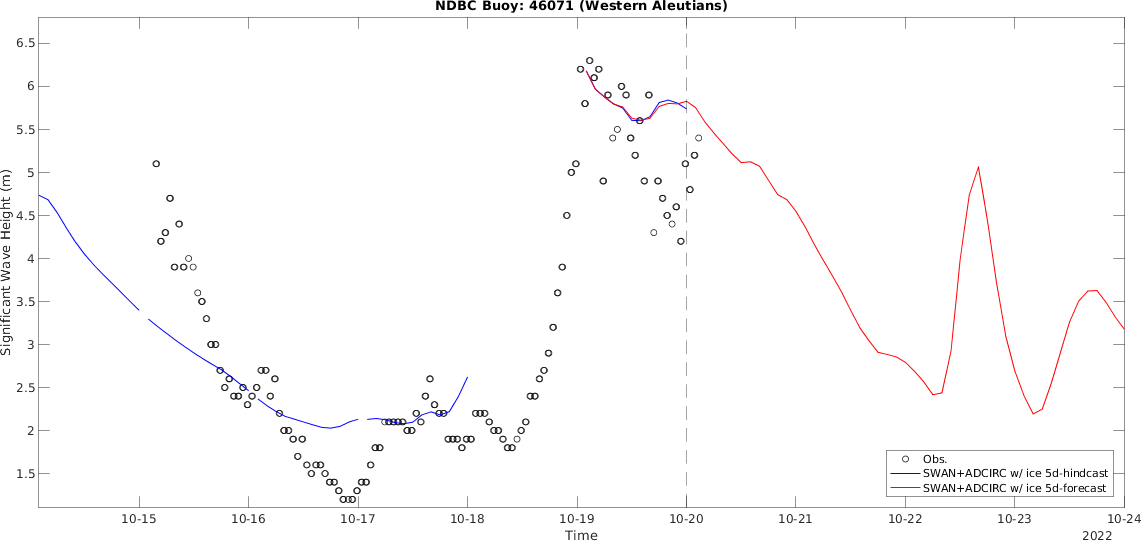 NDBC Buoy: 46071 (Western Aleutians)
Significant Wave Height (m)
6.5
6
5.5
5
4.5
4
3.5
3
2.5
2
1.5
Obs.
SWAN+ADCIRC w/ ice 5d-hindcast
SWAN+ADCIRC w/ ice 5d-forecast
10-15 10-16 10-17 10-18 10-19 10-20 10-21 10-22 10-23 10-24
Time
2022